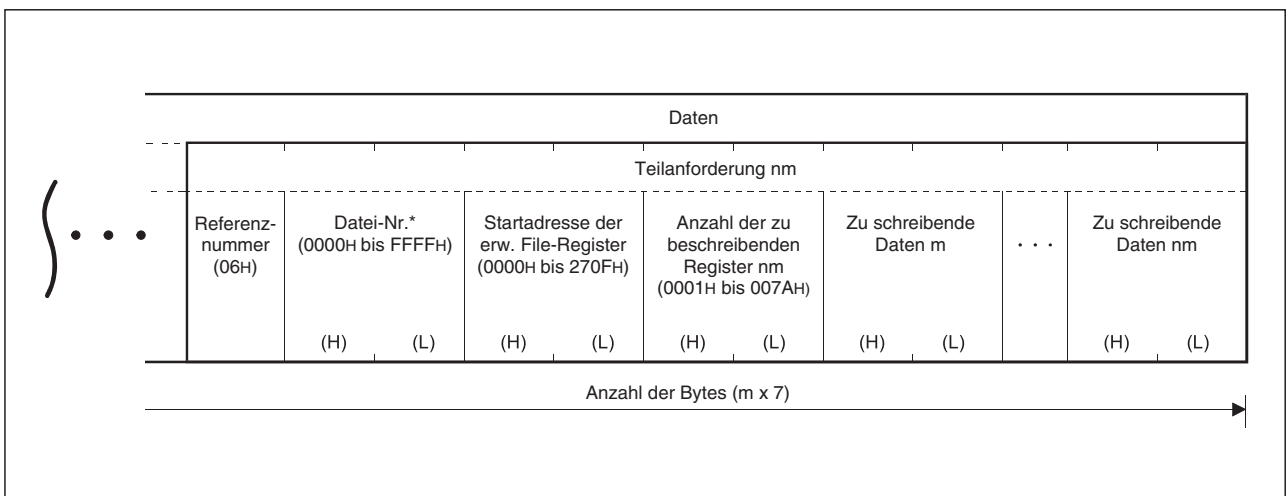 Daten
Teilanforderung nm
Referenz-
nummer
(06H)
Datei-Nr.*
(0000H bis FFFFH)
(H) (L)
Startadresse der
erw. File-Register
(0000H bis 270FH)
(H) (L)
Anzahl der zu
beschreibenden
Register nm
(0001H bis 007AH)
(H) (L)
Zu schreibende
Daten m
(H) (L)
. . .
Zu schreibende
Daten nm
(H) (L)
Anzahl der Bytes (m x 7)